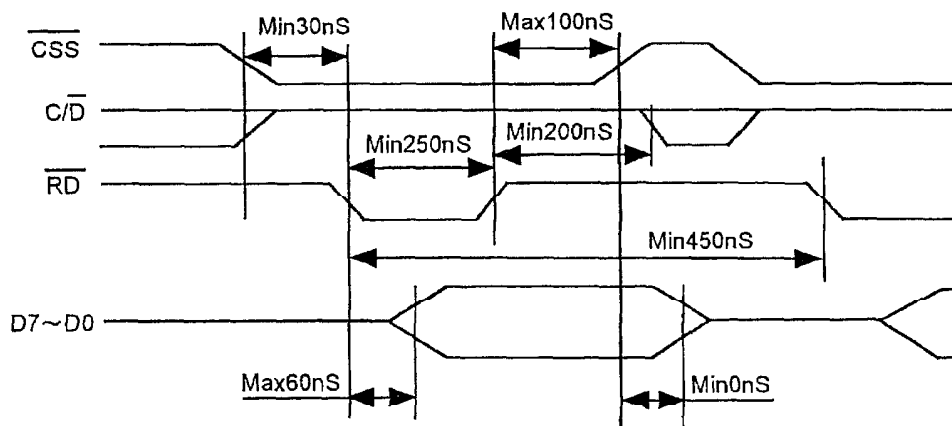 Min30nS
Max100nS
CSS
C/D
Min250nS
Min200nS
RD
Min450nS
D7～D0
Max60nS
Min0nS